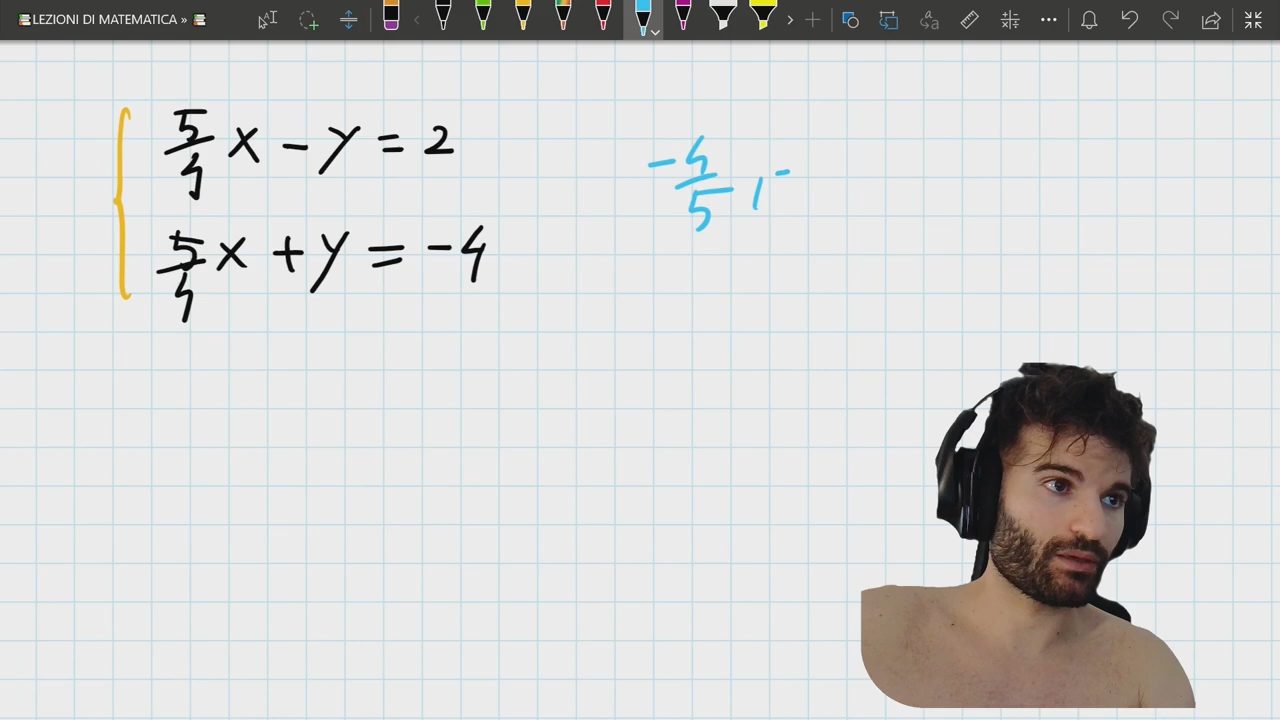 LEZIONI DI MATEMATICA »
5/4 x - y = 2
5/4 x + y = -4
-4/5 , -